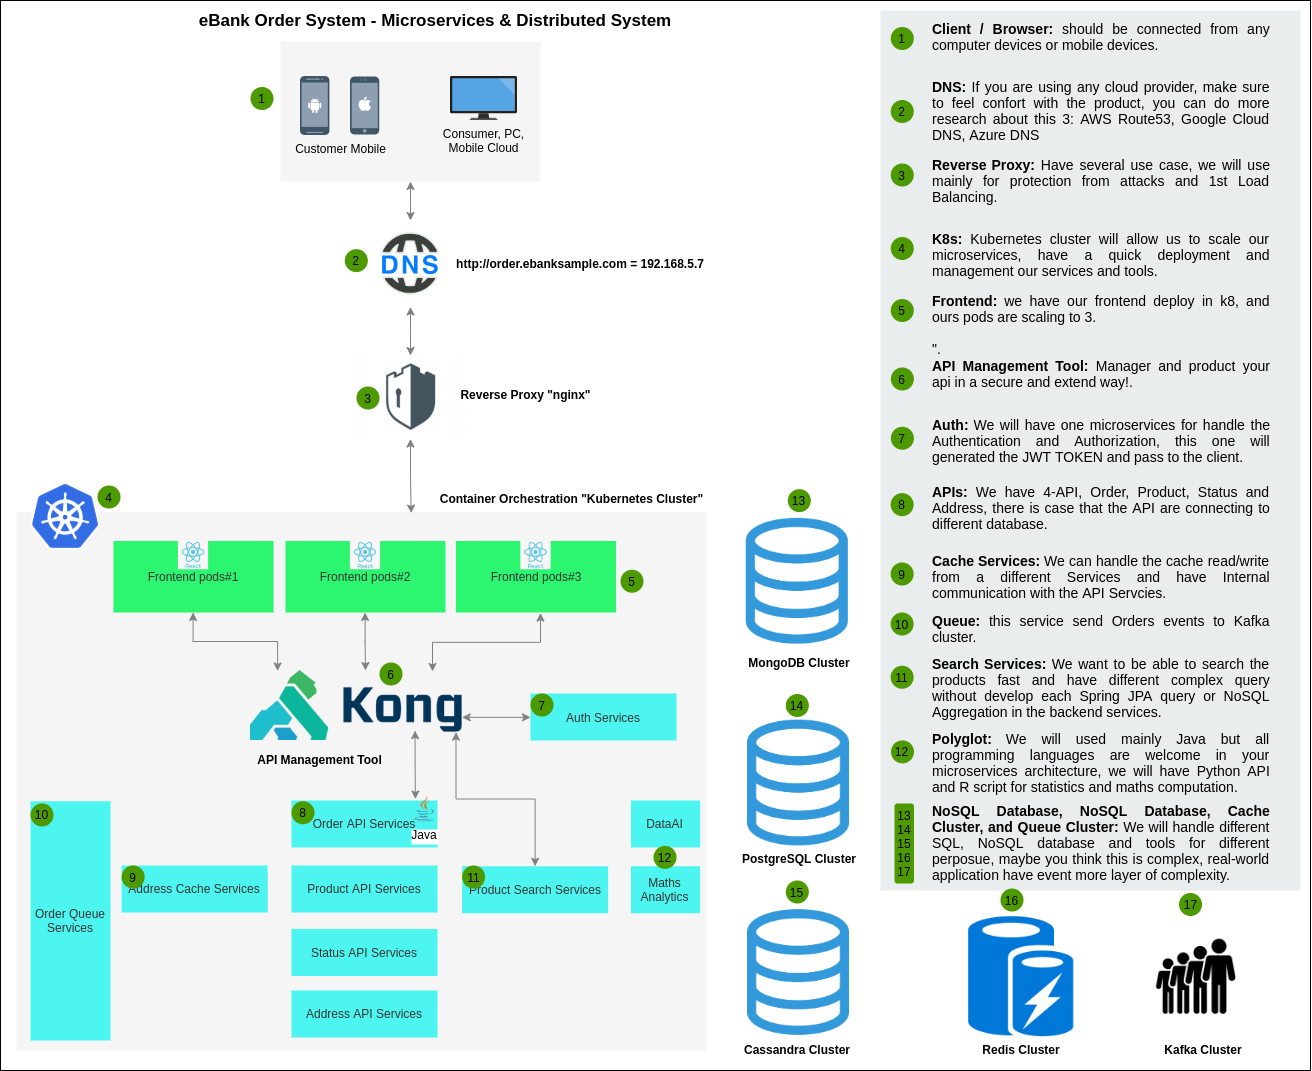 eBank Order System - Microservices & Distributed System
1
Customer Mobile
Consumer, PC,
Mobile Cloud
2
DNS
http://order.ebanksample.com = 192.168.5.7
3
Reverse Proxy "nginx"
4
Container Orchestration "Kubernetes Cluster"
React
Frontend pods#1
React
Frontend pods#2
React
Frontend pods#3
5
6
Kong
API Management Tool
7
Auth Services
10
Order Queue
Services
8
Order API Services
Java
9
Address Cache Services
Product API Services
Status API Services
Address API Services
11
Product Search Services
DataAI
12
Maths
Analytics
13
MongoDB Cluster
14
PostgreSQL Cluster
15
Cassandra Cluster
16
Redis Cluster
17
Kafka Cluster
1
Client / Browser: should be connected from any
computer devices or mobile devices.
2
DNS: If you are using any cloud provider, make sure
to feel confort with the product, you can do more
research about this 3: AWS Route53, Google Cloud
DNS, Azure DNS
3
Reverse Proxy: Have several use case, we will use
mainly for protection from attacks and 1st Load
Balancing.
4
K8s: Kubernetes cluster will allow us to scale our
microservices, have a quick deployment and
management our services and tools.
5
Frontend: we have our frontend deploy in k8, and
ours pods are scaling to 3.
".
6
API Management Tool: Manager and product your
api in a secure and extend way!.
7
Auth: We will have one microservices for handle the
Authentication and Authorization, this one will
generated the JWT TOKEN and pass to the client.
8
APIs: We have 4-API, Order, Product, Status and
Address, there is case that the API are connecting to
different database.
9
Cache Services: We can handle the cache read/write
from a different Services and have Internal
communication with the API Servcies.
10
Queue: this service send Orders events to Kafka
cluster.
11
Search Services: We want to be able to search the
products fast and have different complex query
without develop each Spring JPA query or NoSQL
Aggregation in the backend services.
12
Polyglot: We will used mainly Java but all
programming languages are welcome in your
microservices architecture, we will have Python API
and R script for statistics and maths computation.
13
14
15
16
17
NoSQL Database, NoSQL Database, Cache
Cluster, and Queue Cluster: We will handle different
SQL, NoSQL database and tools for different
perposue, maybe you think this is complex, real-world
application have event more layer of complexity.